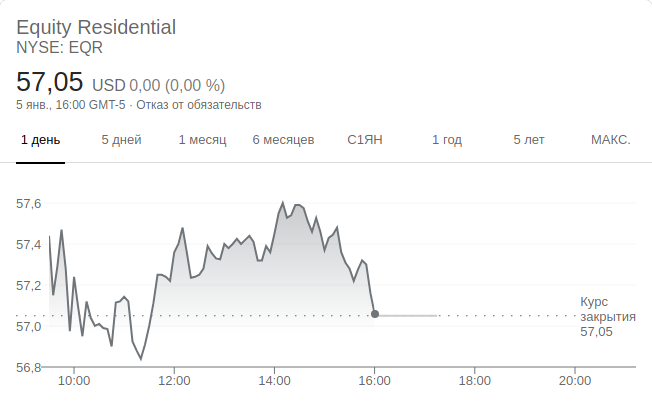 Equity Residential
NYSE: EQR
57,05 USD 0,00 (0,00 %)
5 янв., 16:00 GMT-5 · Отказ от обязательств
1 день 5 дней 1 месяц 6 месяцев С1ЯН 1 год 5 лет МАКС.
57,6
57,4
57,2
57,0
56,8
Курс
закрытия
57,05
10:00 12:00 14:00 16:00 18:00 20:00